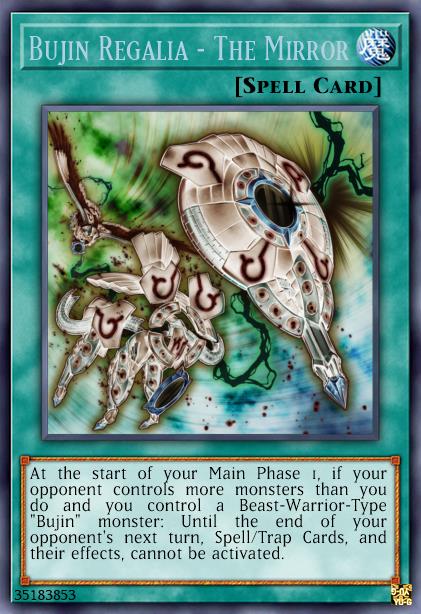 Bujin Regalia - The Mirror
魔
[Spell Card]
At the start of your Main Phase 1, if your
opponent controls more monsters than you
do and you control a Beast-Warrior-Type
"Bujin" monster: Until the end of your
opponent's next turn, Spell/Trap Cards, and
their effects, cannot be activated.
35183853